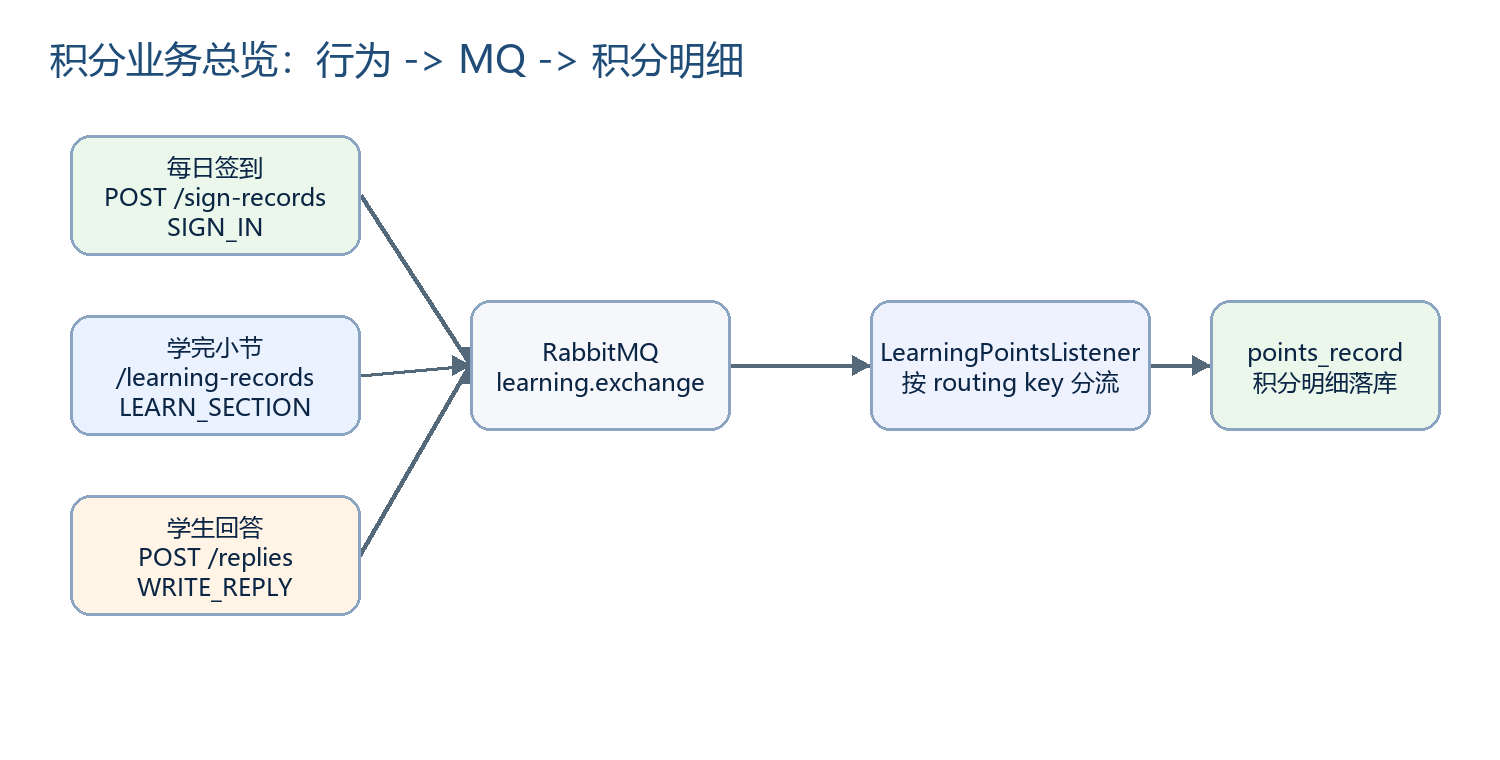 积分业务总览：行为 -> MQ -> 积分明细
每日签到
POST /sign-records
SIGN_IN
学完小节
/learning-records
LEARN_SECTION
学生回答
POST /replies
WRITE_REPLY
RabbitMQ
learning.exchange
LearningPointsListener
按 routing key 分流
points_record
积分明细落库